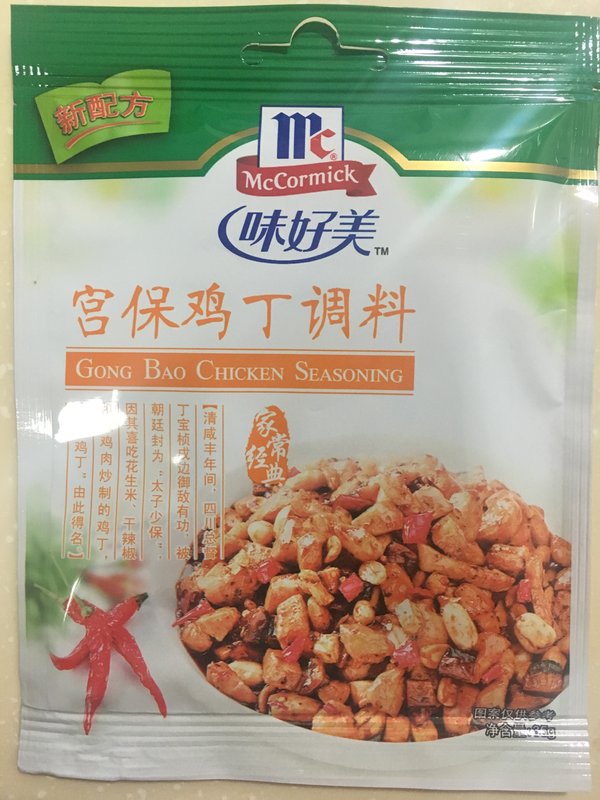 新配方
Mc®
McCormick
味好美™
宫保鸡丁调料
GONG BAO CHICKEN SEASONING
家常
经典
【清咸丰年间，四川总督
丁宝桢戍边御敌有功，被
朝廷封为“太子少保”，
因其喜吃花生米、干辣椒
鸡肉炒制的鸡丁，
鸡丁”由此得名】
图案仅供参考
净含量:35g